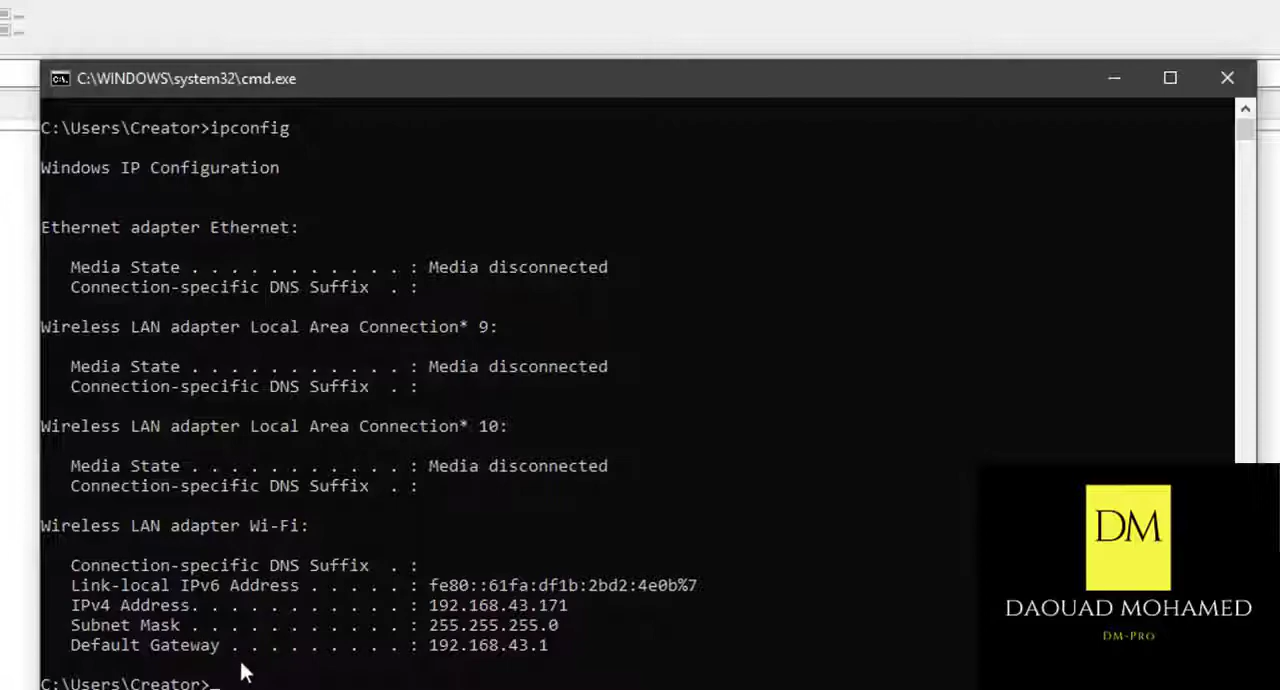 C:\WINDOWS\system32\cmd.exe
C:\Users\Creator>ipconfig
Windows IP Configuration
Ethernet adapter Ethernet:
Media State . . . . . . . . . . . : Media disconnected
Connection-specific DNS Suffix  . :
Wireless LAN adapter Local Area Connection* 9:
Media State . . . . . . . . . . . : Media disconnected
Connection-specific DNS Suffix  . :
Wireless LAN adapter Local Area Connection* 10:
Media State . . . . . . . . . . . : Media disconnected
Connection-specific DNS Suffix  . :
Wireless LAN adapter Wi-Fi:
Connection-specific DNS Suffix  . :
Link-local IPv6 Address . . . . . : fe80::61fa:df1b:2bd2:4e0b%7
IPv4 Address. . . . . . . . . . . : 192.168.43.171
Subnet Mask . . . . . . . . . . . : 255.255.255.0
Default Gateway . . . . . . . . . : 192.168.43.1
C:\Users\Creator>_
DM
DAOUAD MOHAMED
DM-PRO